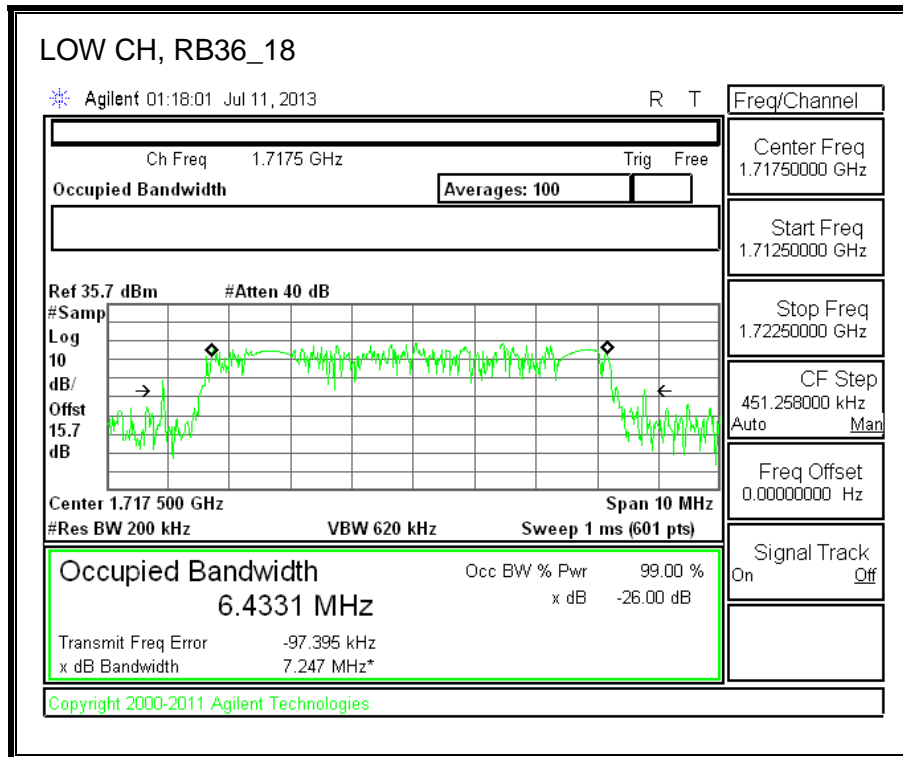 LOW CH, RB36_18
Agilent 01:18:01 Jul 11, 2013 R T
Freq/Channel
Ch Freq 1.7175 GHz Trig Free
Occupied Bandwidth Averages: 100
Center Freq
1.71750000 GHz
Start Freq
1.71250000 GHz
Stop Freq
1.72250000 GHz
CF Step
451.258000 kHz
Auto Man
Freq Offset
0.00000000 Hz
Signal Track
On Off
Ref 35.7 dBm #Atten 40 dB
#Samp
Log
10
dB/
Offst
15.7
dB
Center 1.717 500 GHz Span 10 MHz
#Res BW 200 kHz VBW 620 kHz Sweep 1 ms (601 pts)
Occupied Bandwidth Occ BW % Pwr 99.00 %
6.4331 MHz x dB -26.00 dB
Transmit Freq Error -97.395 kHz
x dB Bandwidth 7.247 MHz*
Copyright 2000-2011 Agilent Technologies